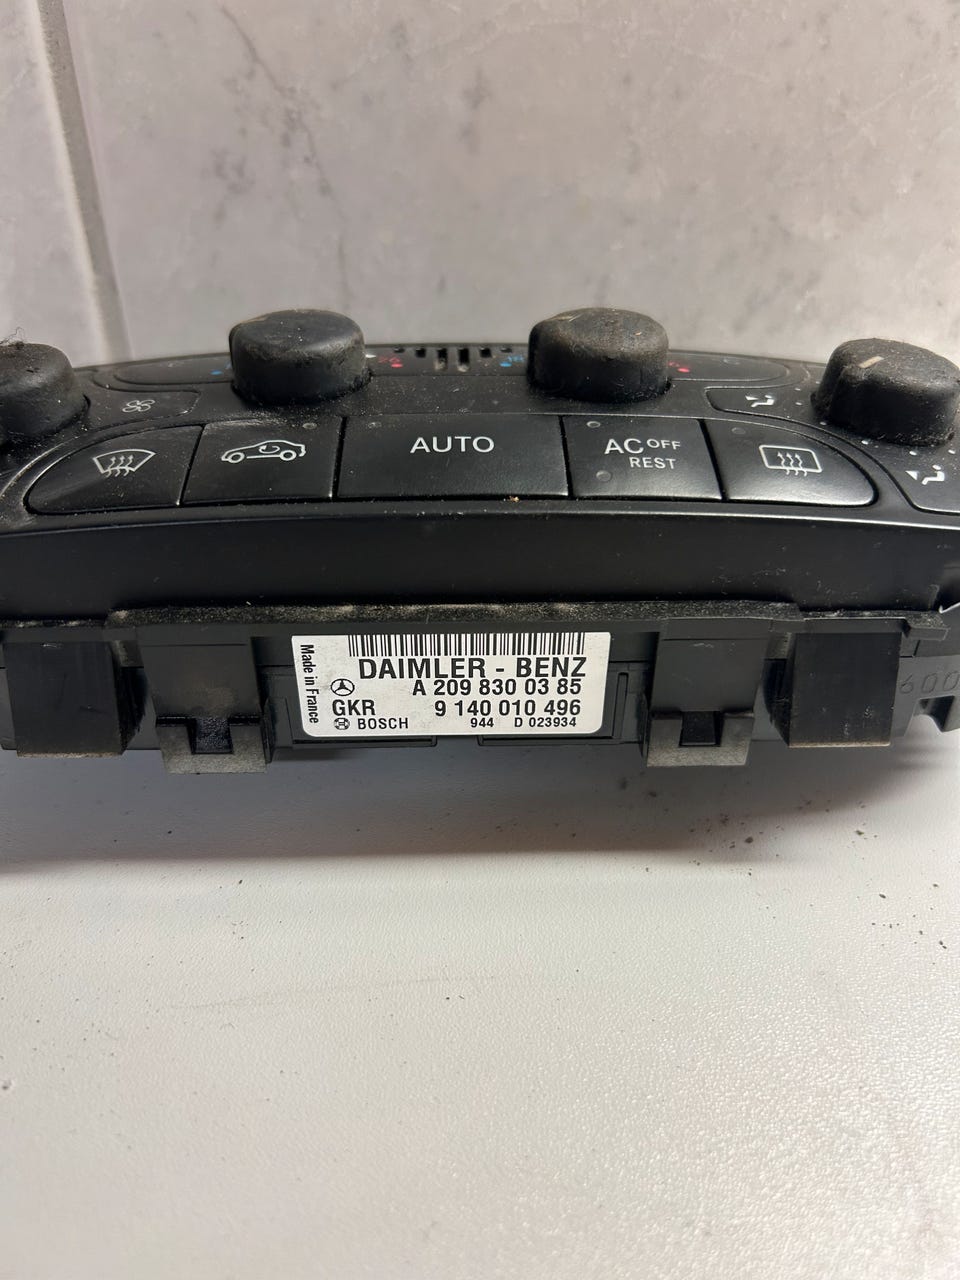 AUTO
AC OFF
REST
Made in France
DAIMLER - BENZ
A 209 830 03 85
GKR 9 140 010 496
BOSCH 944 D 023934
600